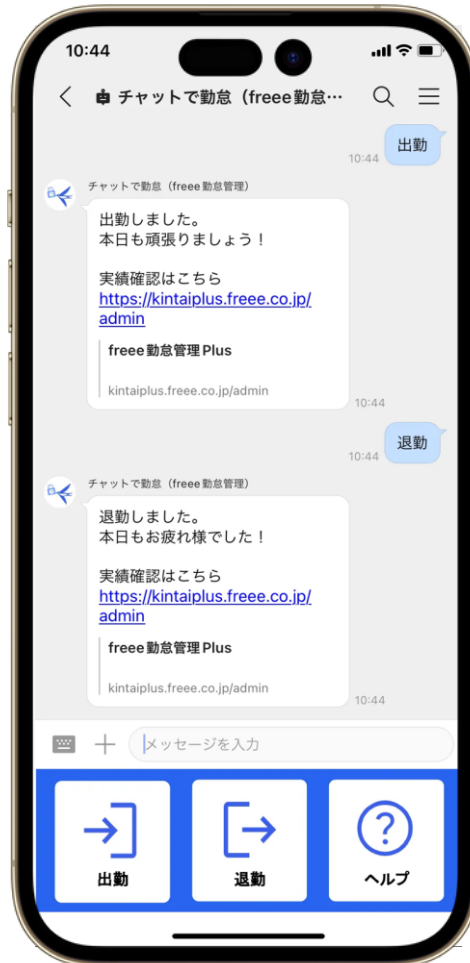 10:44
チャットで勤怠（freee勤怠…
出勤
10:44
チャットで勤怠（freee勤怠管理）
出勤しました。
本日も頑張りましょう！
実績確認はこちら
https://kintaiplus.freee.co.jp/
admin
freee勤怠管理Plus
kintaiplus.freee.co.jp/admin
10:44
退勤
10:44
チャットで勤怠（freee勤怠管理）
退勤しました。
本日もお疲れ様でした！
実績確認はこちら
https://kintaiplus.freee.co.jp/
admin
freee勤怠管理Plus
kintaiplus.freee.co.jp/admin
10:44
メッセージを入力
出勤
退勤
ヘルプ